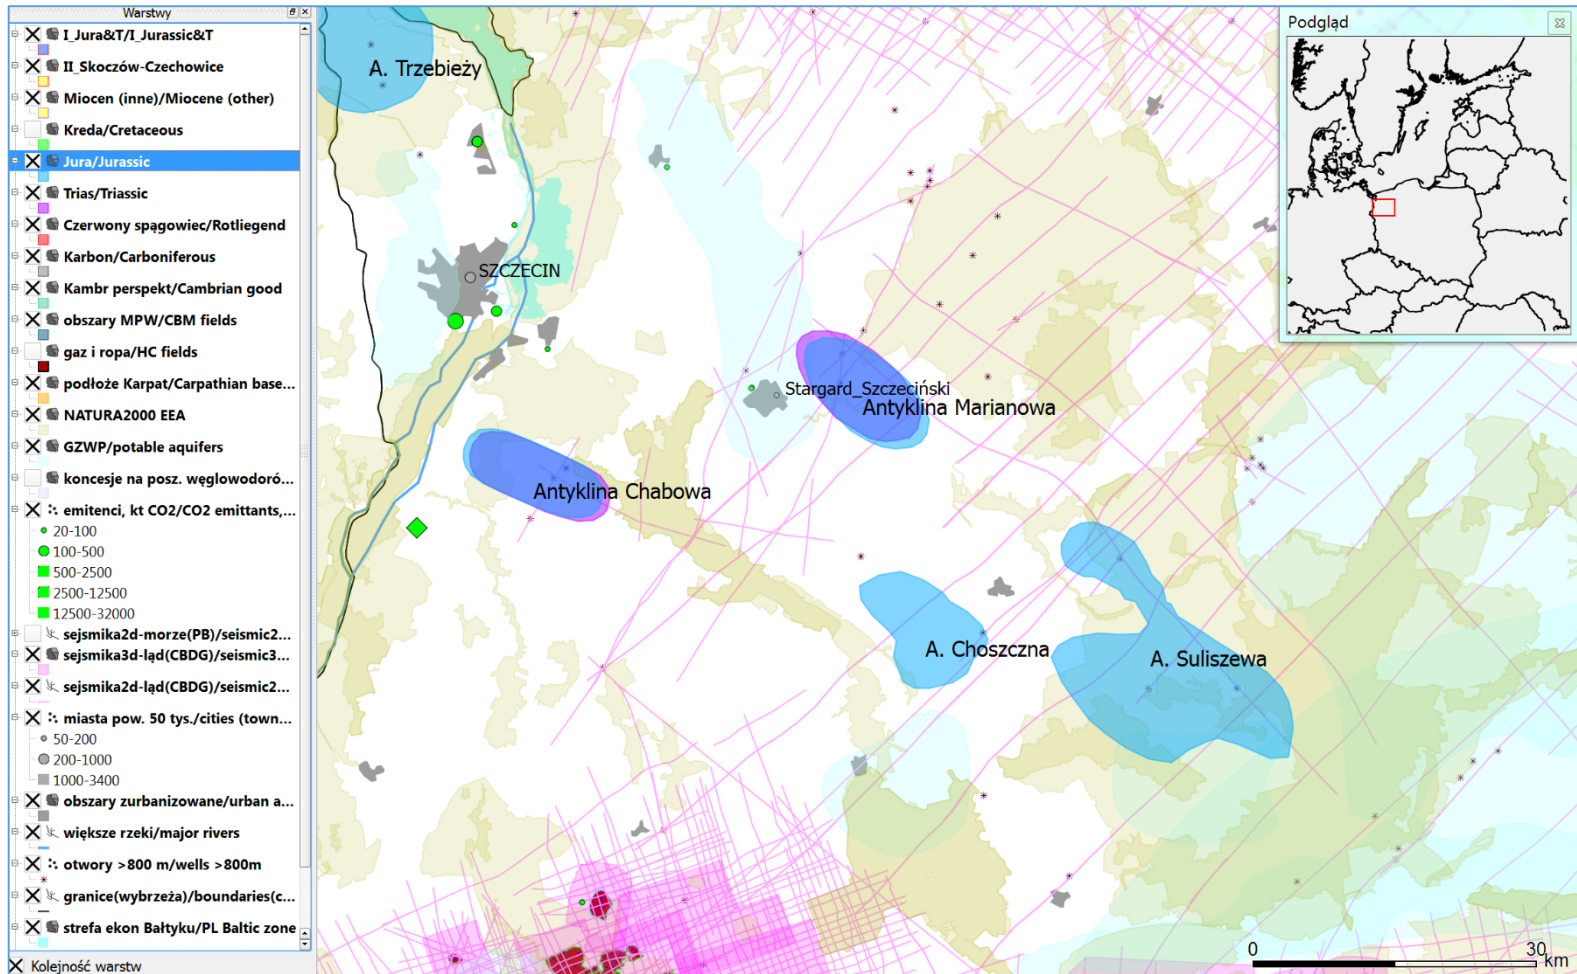 Warstwy
I_Jura&T/I_Jurassic&T
II_Skoczów-Czechowice
Miocen (inne)/Miocene (other)
Kreda/Cretaceous
Jura/Jurassic
Trias/Triassic
Czerwony spągowiec/Rotliegend
Karbon/Carboniferous
Kambr perspekt/Cambrian good
obszary MPW/CBM fields
gaz i ropa/HC fields
podłoże Karpat/Carpathian base...
NATURA2000 EEA
GZWP/potable aquifers
koncesje na posz. węglowodoró...
emitenci, kt CO2/CO2 emittants,...
20-100
100-500
500-2500
2500-12500
12500-32000
sejsmika2d-morze(PB)/seismic2...
sejsmika3d-ląd(CBDG)/seismic3...
sejsmika2d-ląd(CBDG)/seismic2...
miasta pow. 50 tys./cities (town...
50-200
200-1000
1000-3400
obszary zurbanizowane/urban a...
większe rzeki/major rivers
otwory >800 m/wells >800m
granice(wybrzeża)/boundaries(c...
strefa ekon Bałtyku/PL Baltic zone
Kolejność warstw
A. Trzebieży
SZCZECIN
Stargard_Szczeciński
Antyklina Marianowa
Antyklina Chabowa
A. Choszczna
A. Suliszewa
Podgląd
0 30
km